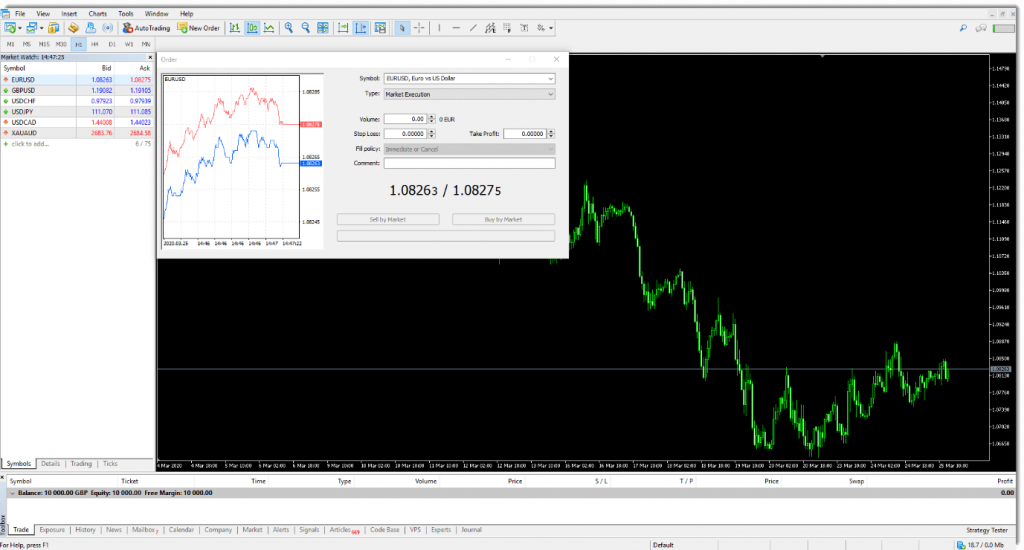 File View Insert Charts Tools Window Help
AutoTrading New Order
M1 M5 M15 M30 H1 H4 D1 W1 MN
Market Watch: 14:47:23
Symbol Bid Ask
EURUSD 1.08263 1.08275
GBPUSD 1.19082 1.19105
USDCHF 0.97923 0.97939
USDJPY 111.070 111.085
USDCAD 1.44008 1.44023
XAUAUD 2683.76 2684.58
click to add... 6 / 75
Symbols Details Trading Ticks
Order
EURUSD
1.08285
1.08275
1.08265
1.08263
1.08255
1.08245
2020.03.25 14:46 14:46 14:46 14:46 14:47 14:47:22
Symbol: EURUSD, Euro vs US Dollar
Type: Market Execution
Volume: 0.00 0 EUR
Stop Loss: 0.00000 Take Profit: 0.00000
Fill policy: Immediate or Cancel
Comment:
1.08263 / 1.08275
Sell by Market Buy by Market
1.14790
1.14420
1.14050
1.13680
1.13310
1.12940
1.12570
1.12200
1.11830
1.11460
1.11090
1.10720
1.10350
1.09980
1.09610
1.09240
1.08870
1.08500
1.08263
1.08130
1.07760
1.07390
1.07020
1.06650
4 Mar 2020 4 Mar 18:00 5 Mar 10:00 6 Mar 02:00 6 Mar 18:00 9 Mar 10:00 10 Mar 02:00 10 Mar 18:00 11 Mar 10:00 12 Mar 02:00 12 Mar 18:00 13 Mar 10:00 16 Mar 02:00 16 Mar 18:00 17 Mar 10:00 18 Mar 02:00 18 Mar 18:00 19 Mar 10:00 20 Mar 02:00 20 Mar 18:00 23 Mar 10:00 24 Mar 02:00 24 Mar 18:00 25 Mar 10:00
Symbol Ticket Time Type Volume Price S / L T / P Price Swap Profit
Balance: 10 000.00 GBP Equity: 10 000.00 Free Margin: 10 000.00 0.00
Toolbox
Trade Exposure History News Mailbox 7 Calendar Company Market Alerts Signals Articles 669 Code Base VPS Experts Journal Strategy Tester
For Help, press F1 Default 18.7 / 0.0 Mb